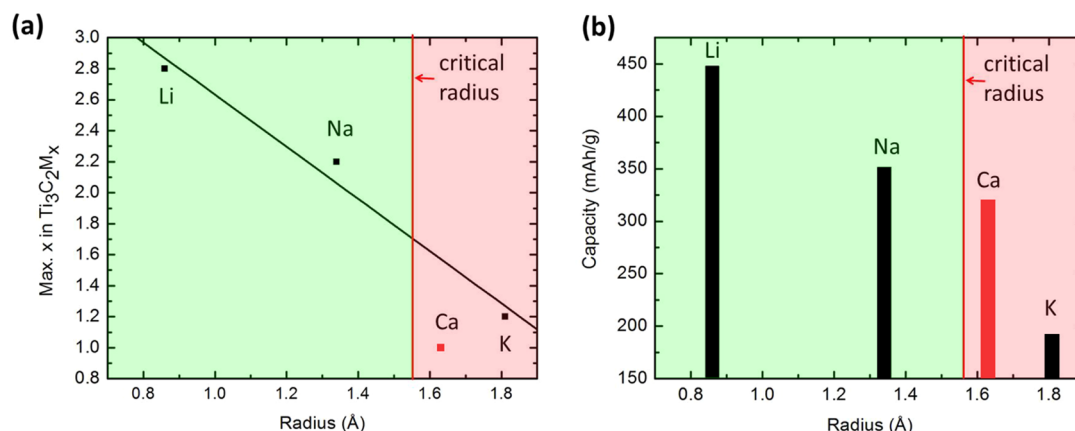 (a)
3.0
2.8
2.6
2.4
2.2
2.0
1.8
1.6
1.4
1.2
1.0
0.8
Max. x in Ti3C2Mx
Li
Na
critical
radius
Ca
K
0.8 1.0 1.2 1.4 1.6 1.8
Radius (Å)
(b)
450
400
350
300
250
200
150
Capacity (mAh/g)
Li
Na
critical
radius
Ca
K
0.8 1.0 1.2 1.4 1.6 1.8
Radius (Å)